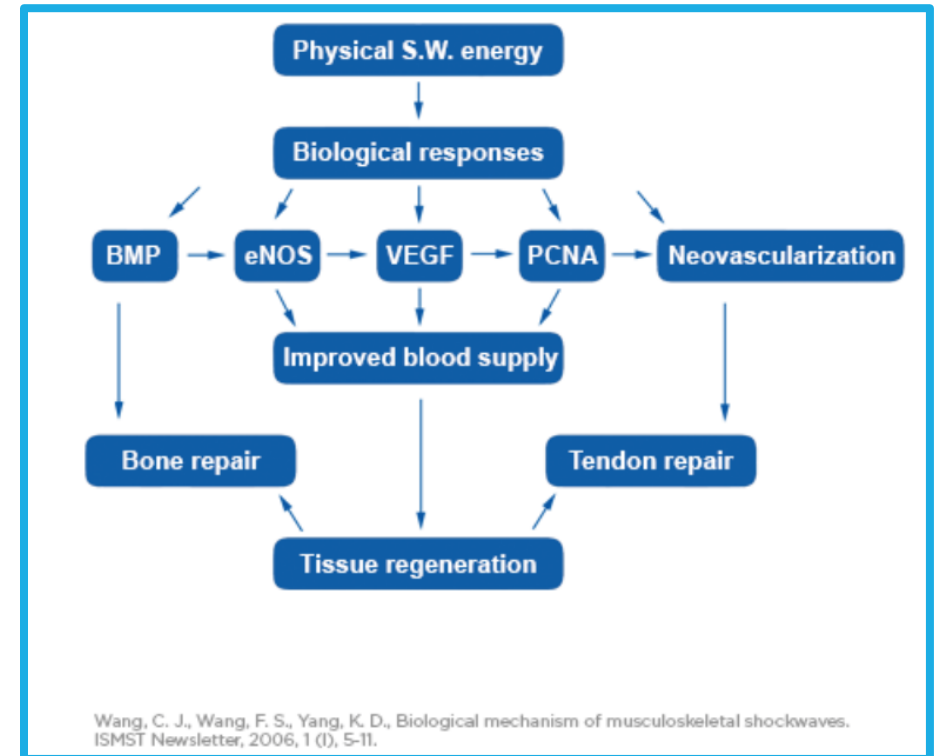 Physical S.W. energy
Biological responses
BMP
eNOS
VEGF
PCNA
Neovascularization
Improved blood supply
Bone repair
Tendon repair
Tissue regeneration
Wang, C. J., Wang, F. S., Yang, K. D., Biological mechanism of musculoskeletal shockwaves.
ISMST Newsletter, 2006, 1 (I), 5-11.